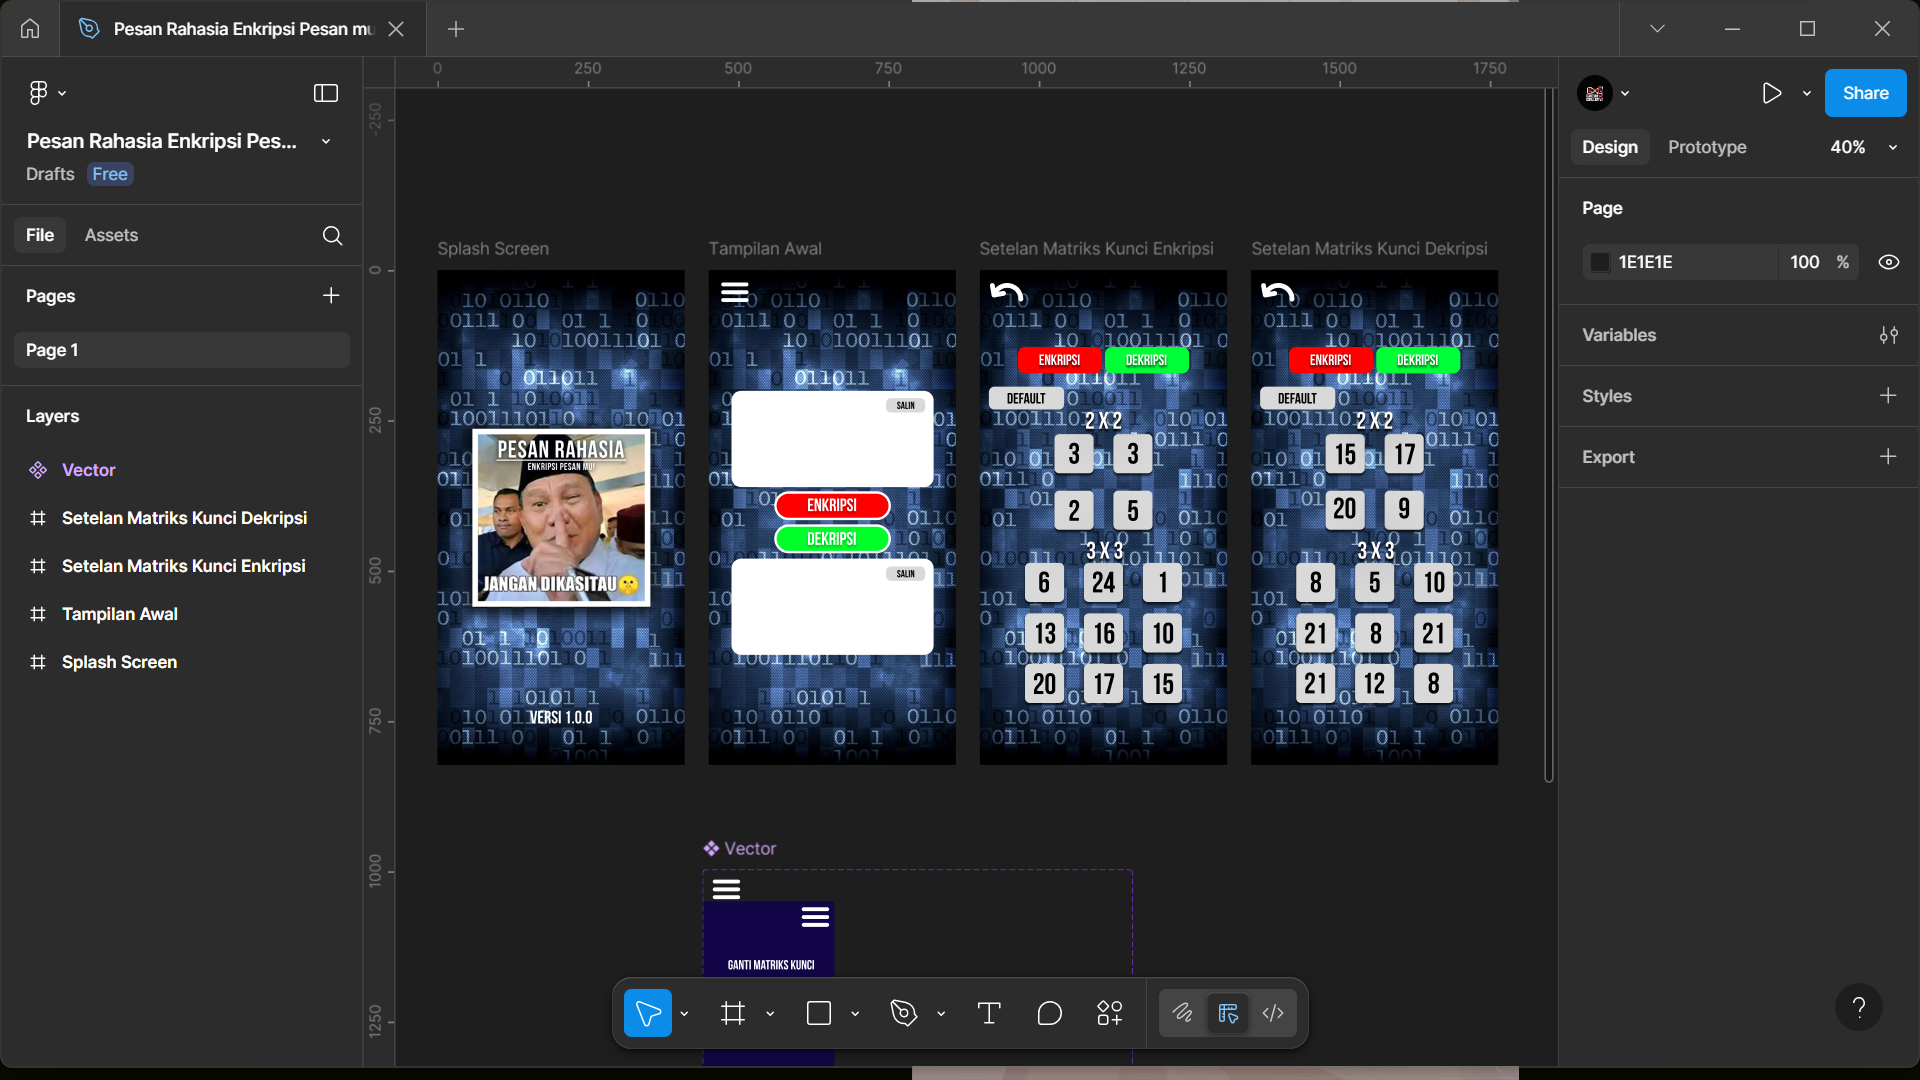 Pesan Rahasia Enkripsi Pesan mu
0 250 500 750 1000 1250 1500 1750
-250
0
250
500
750
1000
1250
Pesan Rahasia Enkripsi Pes...
Drafts Free
File Assets
Pages
Page 1
Layers
Vector
Setelan Matriks Kunci Dekripsi
Setelan Matriks Kunci Enkripsi
Tampilan Awal
Splash Screen
Splash Screen
PESAN RAHASIA
ENKRIPSI PESAN MU!
JANGAN DIKASITAU
VERSI 1.0.0
Tampilan Awal
SALIN
ENKRIPSI
DEKRIPSI
SALIN
Setelan Matriks Kunci Enkripsi
ENKRIPSI DEKRIPSI
DEFAULT
2 X 2
3 3
2 5
3 X 3
6 24 1
13 16 10
20 17 15
Setelan Matriks Kunci Dekripsi
ENKRIPSI DEKRIPSI
DEFAULT
2 X 2
15 17
20 9
3 X 3
8 5 10
21 8 21
21 12 8
Vector
GANTI MATRIKS KUNCI
Share
Design Prototype 40%
Page
1E1E1E 100 %
Variables
Styles
Export
?